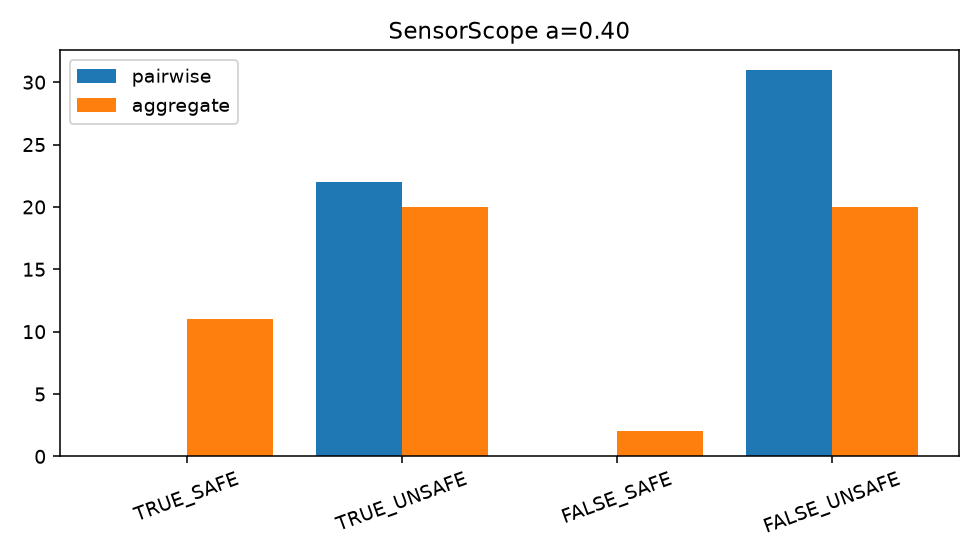 SensorScope a=0.40
pairwise
aggregate
30
25
20
15
10
5
0
TRUE_SAFE
TRUE_UNSAFE
FALSE_SAFE
FALSE_UNSAFE